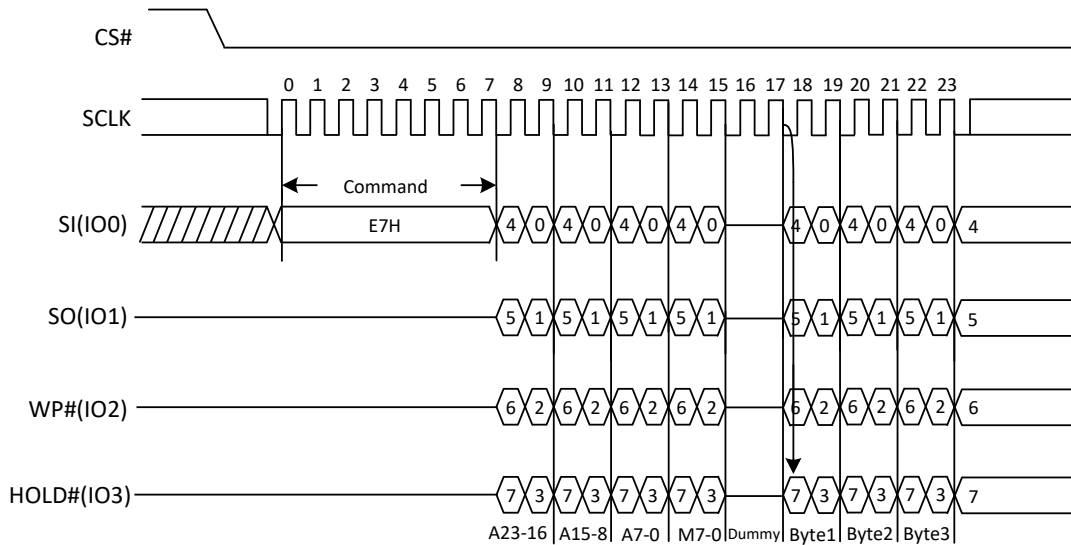 CS#
0 1 2 3 4 5 6 7 8 9 10 11 12 13 14 15 16 17 18 19 20 21 22 23
SCLK
Command
SI(IO0) E7H 4 0 4 0 4 0 4 0 4 0 4 0 4 0 4
SO(IO1) 5 1 5 1 5 1 5 1 5 1 5 1 5 1 5
WP#(IO2) 6 2 6 2 6 2 6 2 6 2 6 2 6 2 6
HOLD#(IO3) 7 3 7 3 7 3 7 3 7 3 7 3 7 3 7
A23-16 A15-8 A7-0 M7-0 Dummy Byte1 Byte2 Byte3